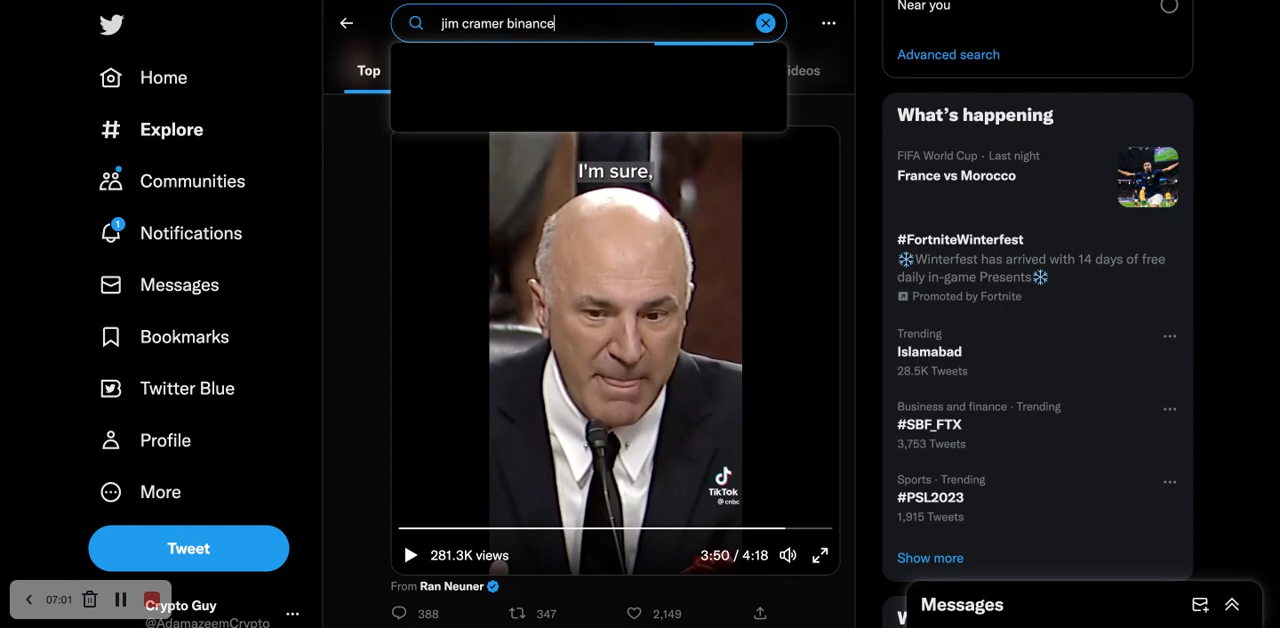 Home
Explore
Communities
1
Notifications
Messages
Bookmarks
Twitter Blue
Profile
More
Tweet
07:01
Crypto Guy
@AdamazeemCrypto
jim cramer binance
Top
ideos
I'm sure,
TikTok
@cnbc
281.3K views
3:50 / 4:18
From Ran Neuner
388
347
2,149
Near you
Advanced search
What's happening
FIFA World Cup · Last night
France vs Morocco
#FortniteWinterfest
❄️Winterfest has arrived with 14 days of free
daily in-game Presents❄️
Promoted by Fortnite
Trending
Islamabad
28.5K Tweets
Business and finance · Trending
#SBF_FTX
3,753 Tweets
Sports · Trending
#PSL2023
1,915 Tweets
Show more
Messages